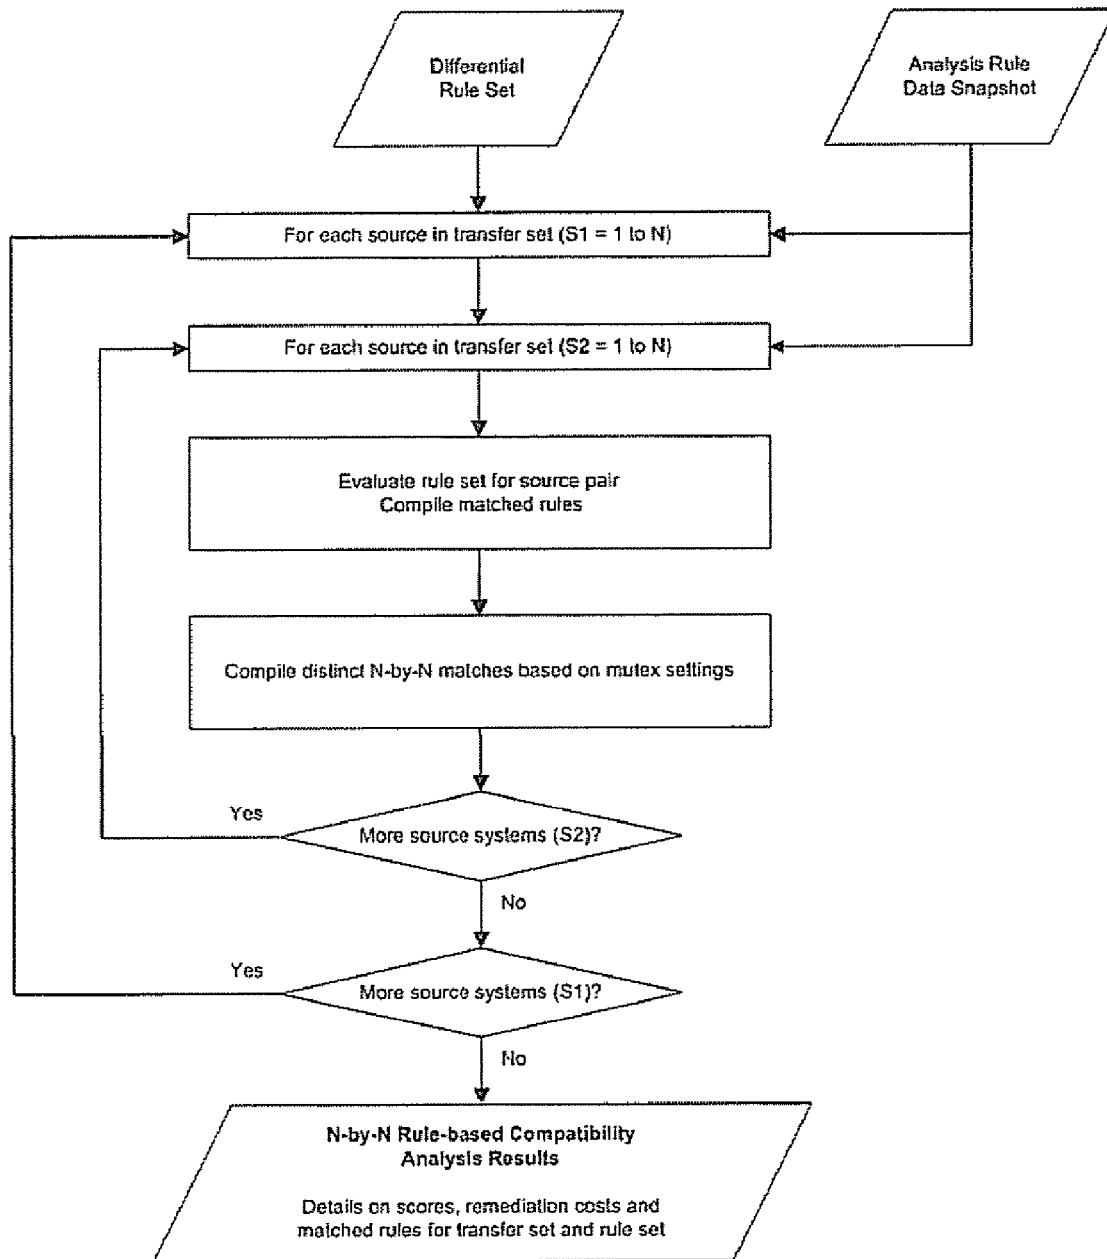 Differential
Rule Set
Analysis Rule
Data Snapshot
For each source in transfer set (S1 = 1 to N)
For each source in transfer set (S2 = 1 to N)
Evaluate rule set for source pair
Compile matched rules
Compile distinct N-by-N matches based on mutex settings
Yes
More source systems (S2)?
No
Yes
More source systems (S1)?
No
N-by-N Rule-based Compatibility
Analysis Results
Details on scores, remediation costs and
matched rules for transfer set and rule set